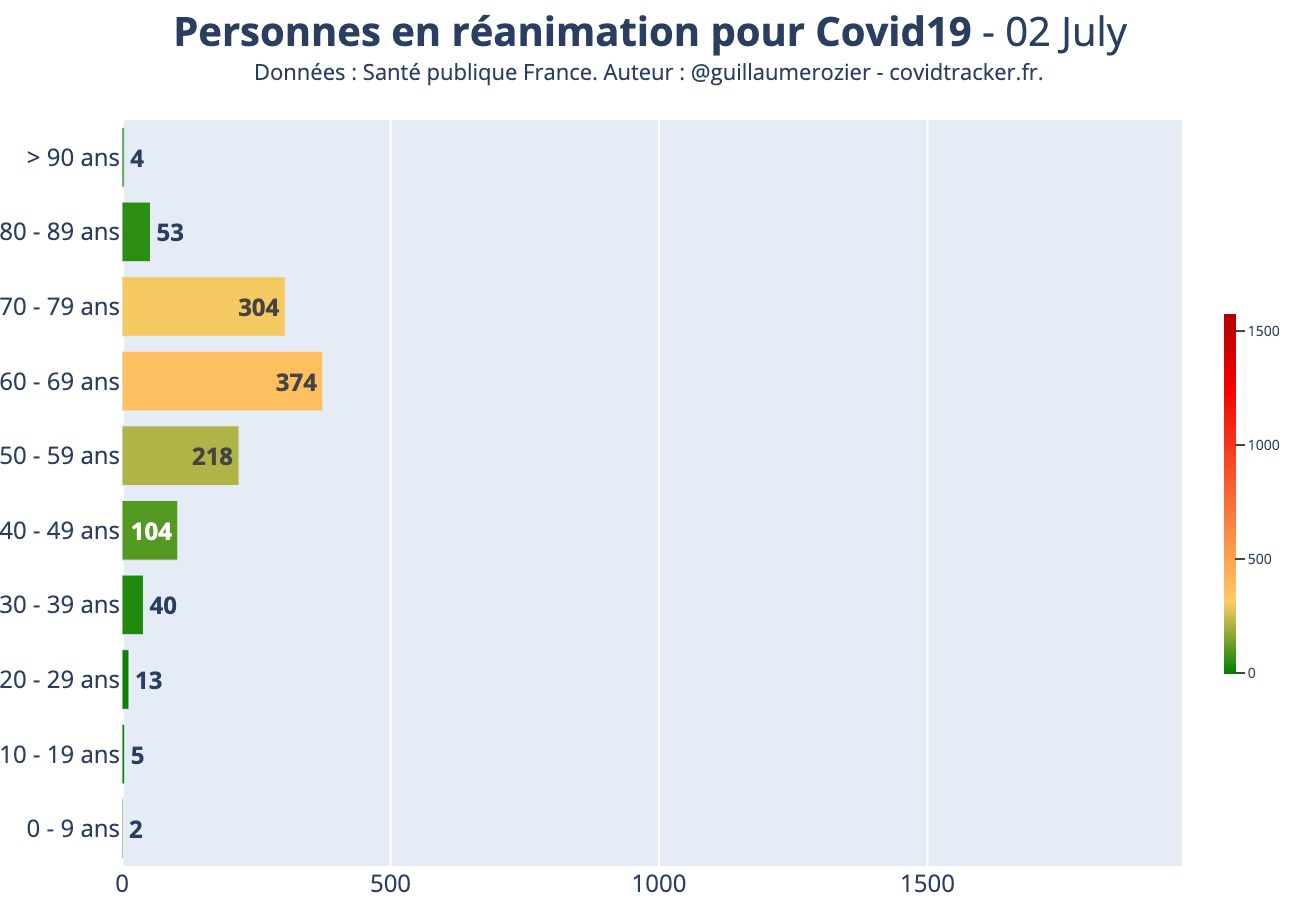 Personnes en réanimation pour Covid19 - 02 July
Données : Santé publique France. Auteur : @guillaumerozier - covidtracker.fr.
> 90 ans 4
80 - 89 ans 53
70 - 79 ans 304
60 - 69 ans 374
50 - 59 ans 218
40 - 49 ans 104
30 - 39 ans 40
20 - 29 ans 13
10 - 19 ans 5
0 - 9 ans 2
0 500 1000 1500
1500
1000
500
0